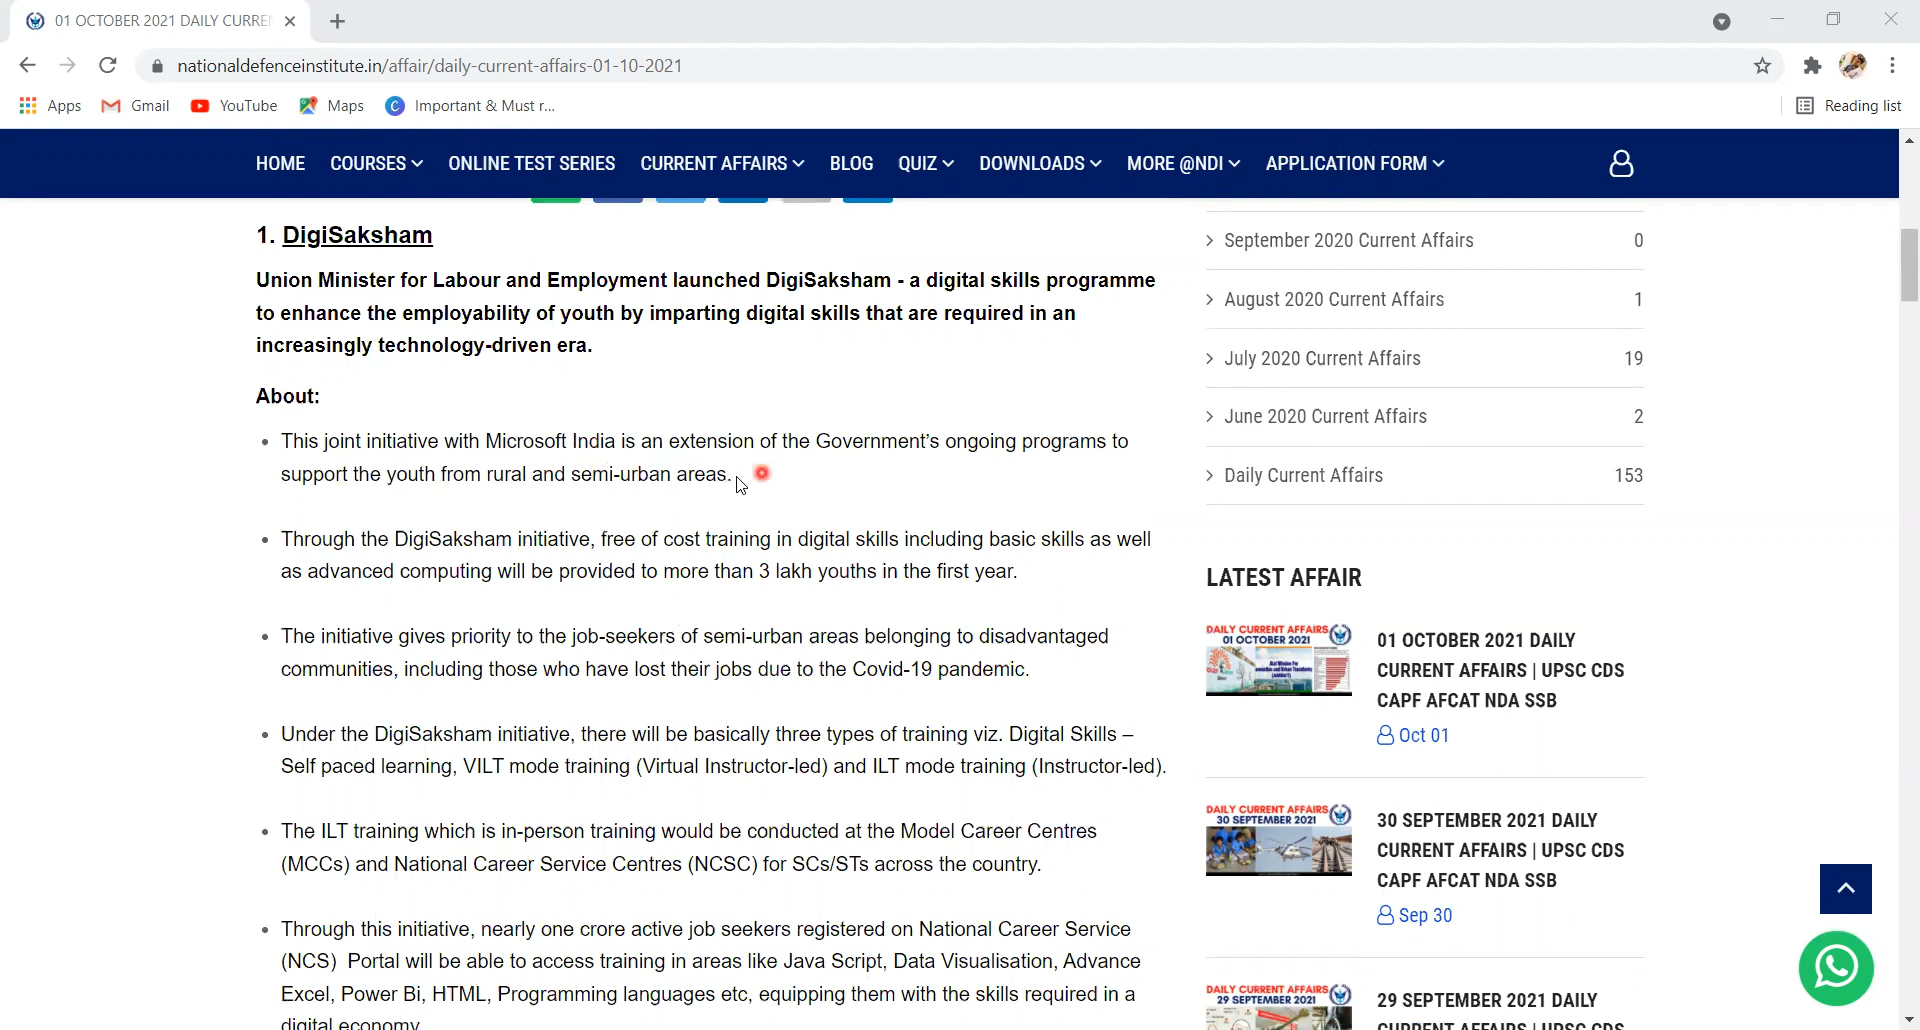 01 OCTOBER 2021 DAILY CURRE
nationaldefenceinstitute.in/affair/daily-current-affairs-01-10-2021
Apps
Gmail
YouTube
Maps
Important & Must r...
Reading list
HOME
COURSES
ONLINE TEST SERIES
CURRENT AFFAIRS
BLOG
QUIZ
DOWNLOADS
MORE @NDI
APPLICATION FORM
1. DigiSaksham
Union Minister for Labour and Employment launched DigiSaksham - a digital skills programme
to enhance the employability of youth by imparting digital skills that are required in an
increasingly technology-driven era.
About:
This joint initiative with Microsoft India is an extension of the Government's ongoing programs to
support the youth from rural and semi-urban areas.
Through the DigiSaksham initiative, free of cost training in digital skills including basic skills as well
as advanced computing will be provided to more than 3 lakh youths in the first year.
The initiative gives priority to the job-seekers of semi-urban areas belonging to disadvantaged
communities, including those who have lost their jobs due to the Covid-19 pandemic.
Under the DigiSaksham initiative, there will be basically three types of training viz. Digital Skills –
Self paced learning, VILT mode training (Virtual Instructor-led) and ILT mode training (Instructor-led).
The ILT training which is in-person training would be conducted at the Model Career Centres
(MCCs) and National Career Service Centres (NCSC) for SCs/STs across the country.
Through this initiative, nearly one crore active job seekers registered on National Career Service
(NCS) Portal will be able to access training in areas like Java Script, Data Visualisation, Advance
Excel, Power Bi, HTML, Programming languages etc, equipping them with the skills required in a
digital economy
September 2020 Current Affairs 0
August 2020 Current Affairs 1
July 2020 Current Affairs 19
June 2020 Current Affairs 2
Daily Current Affairs 153
LATEST AFFAIR
DAILY CURRENT AFFAIRS
01 OCTOBER 2021
01 OCTOBER 2021 DAILY
CURRENT AFFAIRS | UPSC CDS
CAPF AFCAT NDA SSB
Oct 01
DAILY CURRENT AFFAIRS
30 SEPTEMBER 2021
30 SEPTEMBER 2021 DAILY
CURRENT AFFAIRS | UPSC CDS
CAPF AFCAT NDA SSB
Sep 30
DAILY CURRENT AFFAIRS
29 SEPTEMBER 2021
29 SEPTEMBER 2021 DAILY
CURRENT AFFAIRS | UPSC CDS